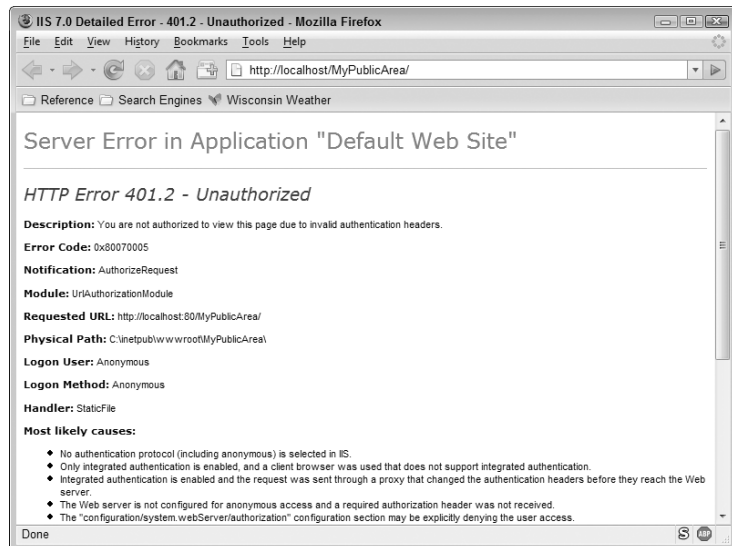 IIS 7.0 Detailed Error - 401.2 - Unauthorized - Mozilla Firefox
File Edit View History Bookmarks Tools Help
http://localhost/MyPublicArea/
Reference Search Engines Wisconsin Weather
Server Error in Application "Default Web Site"
HTTP Error 401.2 - Unauthorized
Description: You are not authorized to view this page due to invalid authentication headers.
Error Code: 0x80070005
Notification: AuthorizeRequest
Module: UrlAuthorizationModule
Requested URL: http://localhost:80/MyPublicArea/
Physical Path: C:\inetpub\wwwroot\MyPublicArea\
Logon User: Anonymous
Logon Method: Anonymous
Handler: StaticFile
Most likely causes:
No authentication protocol (including anonymous) is selected in IIS.
Only integrated authentication is enabled, and a client browser was used that does not support integrated authentication.
Integrated authentication is enabled and the request was sent through a proxy that changed the authentication headers before they reach the Web
server.
The Web server is not configured for anonymous access and a required authorization header was not received.
The "configuration/system.webServer/authorization" configuration section may be explicitly denying the user access.
Done
S ABP